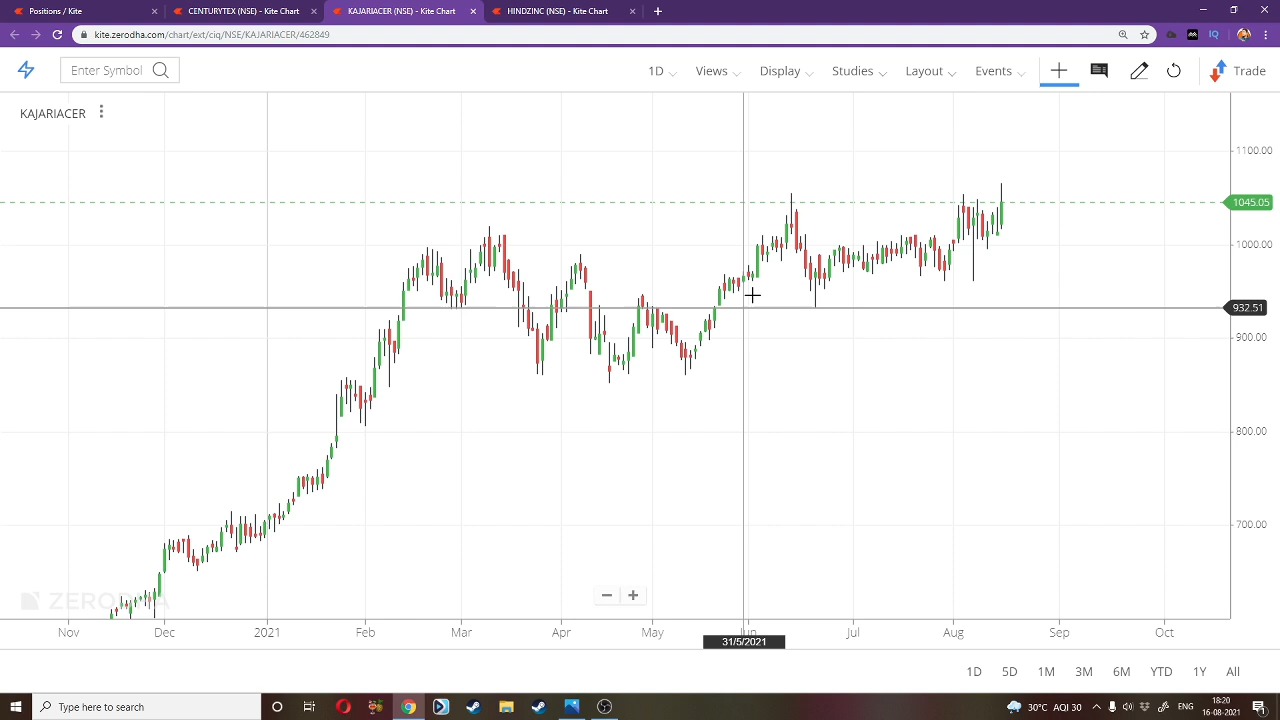 Positions / Kite
CENTURYTEX (NSE) - Kite Chart
KAJARIACER (NSE) - Kite Chart
HINDZINC (NSE) - Kite Chart
kite.zerodha.com/chart/ext/ciq/NSE/KAJARIACER/462849
IQ
Enter Symbol
1D
Views
Display
Studies
Layout
Events
Trade
KAJARIACER
1100.00
1045.05
1000.00
932.51
900.00
800.00
700.00
ZERODHA
Nov
Dec
2021
Feb
Mar
Apr
May
Jun
Jul
Aug
Sep
Oct
31/5/2021
1D
5D
1M
3M
6M
YTD
1Y
All
Type here to search
30°C AQI 30
ENG
18:20
16-08-2021